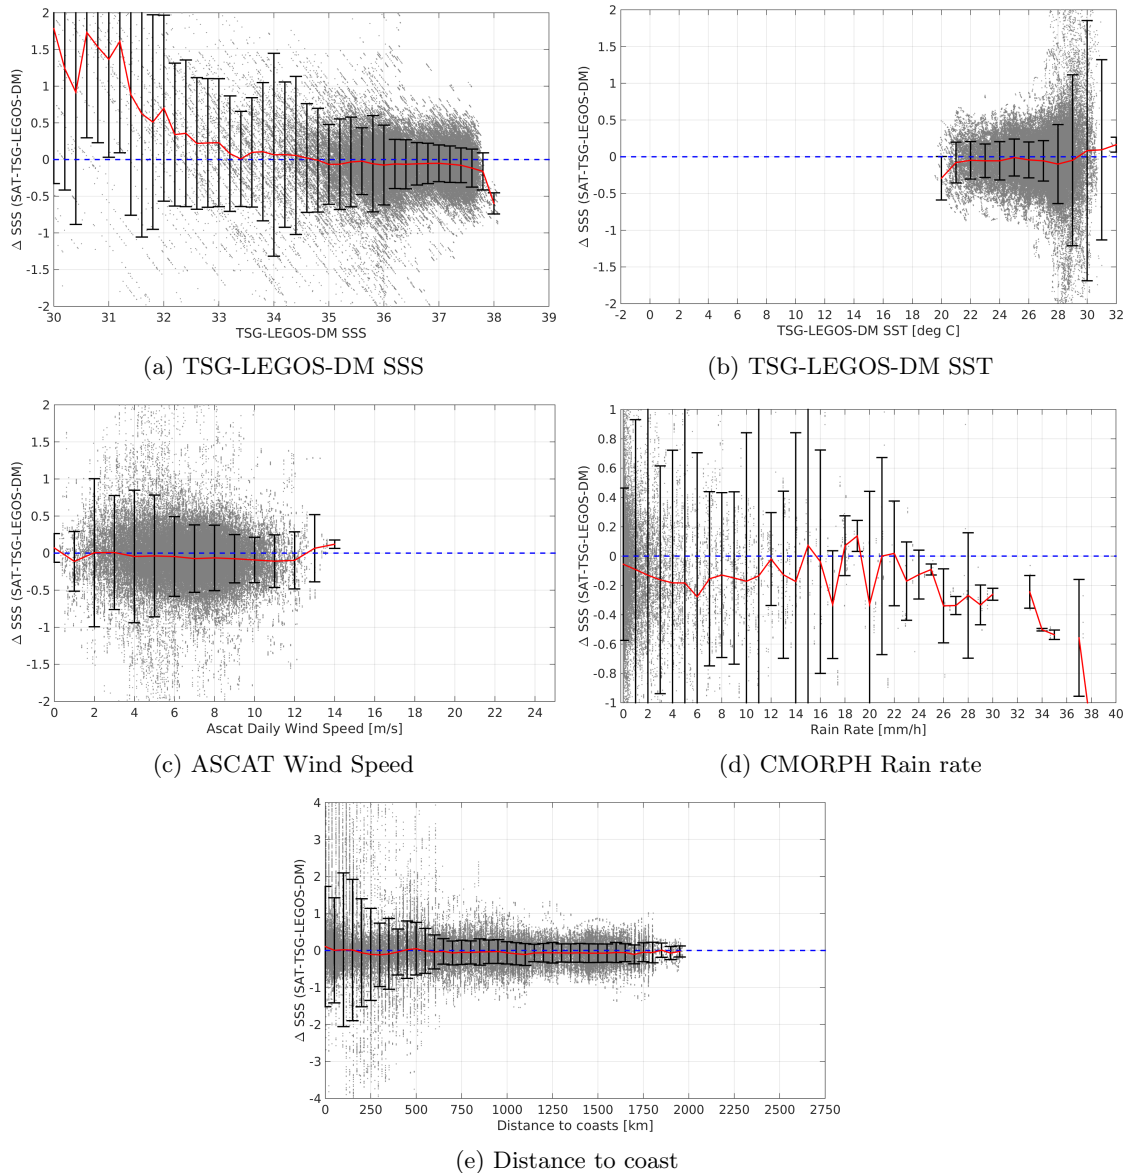 2
1.5
1
0.5
0
-0.5
-1
-1.5
-2
Δ SSS (SAT-TSG-LEGOS-DM)
30 31 32 33 34 35 36 37 38 39
TSG-LEGOS-DM SSS
(a) TSG-LEGOS-DM SSS
2
1.5
1
0.5
0
-0.5
-1
-1.5
-2
Δ SSS (SAT-TSG-LEGOS-DM)
-2 0 2 4 6 8 10 12 14 16 18 20 22 24 26 28 30 32
TSG-LEGOS-DM SST [deg C]
(b) TSG-LEGOS-DM SST
2
1.5
1
0.5
0
-0.5
-1
-1.5
-2
Δ SSS (SAT-TSG-LEGOS-DM)
0 2 4 6 8 10 12 14 16 18 20 22 24
Ascat Daily Wind Speed [m/s]
(c) ASCAT Wind Speed
1
0.8
0.6
0.4
0.2
0
-0.2
-0.4
-0.6
-0.8
-1
Δ SSS (SAT-TSG-LEGOS-DM)
0 2 4 6 8 10 12 14 16 18 20 22 24 26 28 30 32 34 36 38 40
Rain Rate [mm/h]
(d) CMORPH Rain rate
4
3
2
1
0
-1
-2
-3
-4
Δ SSS (SAT-TSG-LEGOS-DM)
0 250 500 750 1000 1250 1500 1750 2000 2250 2500 2750
Distance to coasts [km]
(e) Distance to coast